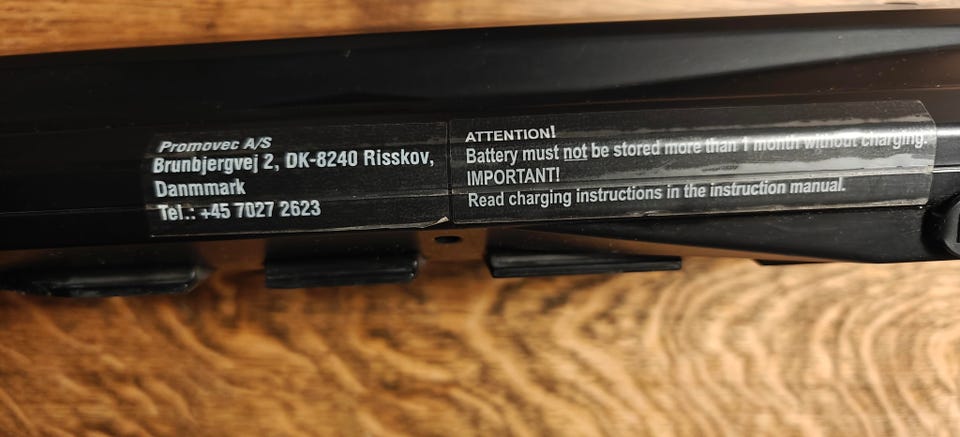 Promovec A/S
Brunbjergvej 2, DK-8240 Risskov,
Danmmark
Tel.: +45 7027 2623
ATTENTION!
Battery must not be stored more than 1 month without charging.
IMPORTANT!
Read charging instructions in the instruction manual.